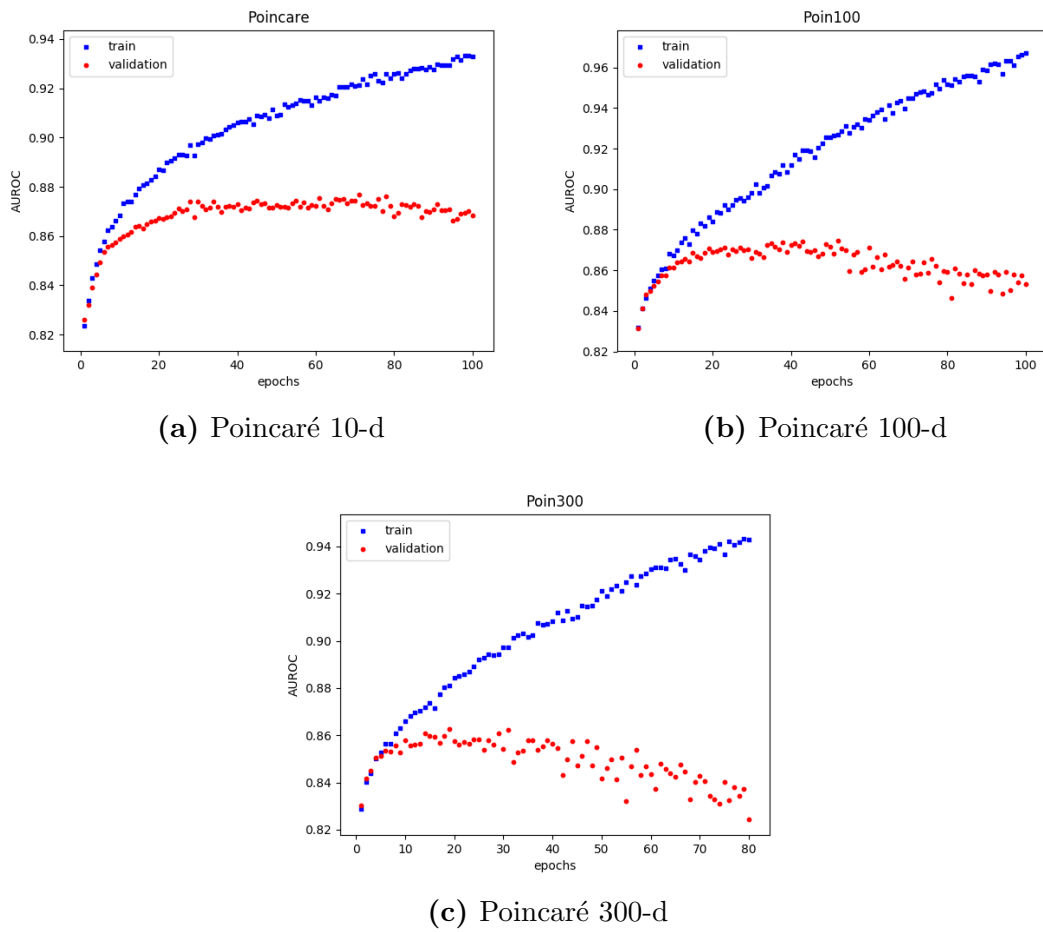 Poincare
train
validation
AUROC
0.94
0.92
0.90
0.88
0.86
0.84
0.82
0 20 40 60 80 100
epochs
(a) Poincaré 10-d
Poin100
train
validation
AUROC
0.96
0.94
0.92
0.90
0.88
0.86
0.84
0.82
0 20 40 60 80 100
epochs
(b) Poincaré 100-d
Poin300
train
validation
AUROC
0.94
0.92
0.90
0.88
0.86
0.84
0.82
0 10 20 30 40 50 60 70 80
epochs
(c) Poincaré 300-d